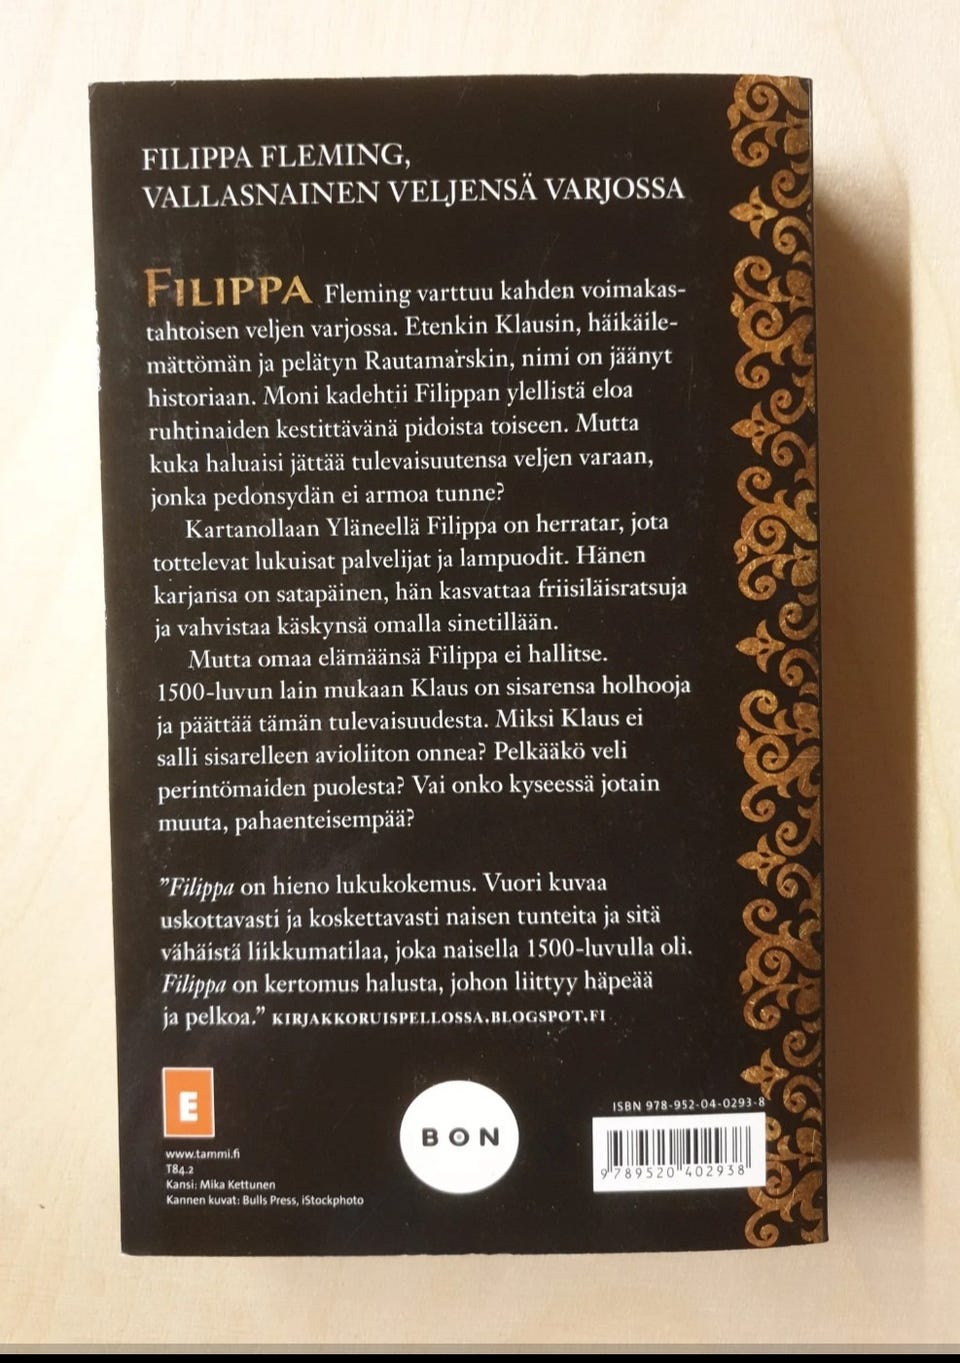 FILIPPA FLEMING,
VALLASNAINEN VELJENSÄ VARJOSSA
FILIPPA Fleming varttuu kahden voimakas-
tahtoisen veljen varjossa. Etenkin Klausin, häikäile-
mättömän ja pelätyn Rautamarskin, nimi on jäänyt
historiaan. Moni kadehtii Filippan ylellistä eloa
ruhtinaiden kestittävänä pidoista toiseen. Mutta
kuka haluaisi jättää tulevaisuutensa veljen varaan,
jonka pedonsydän ei armoa tunne?
Kartanollaan Yläneellä Filippa on herratar, jota
tottelevat lukuisat palvelijat ja lampuodit. Hänen
karjansa on satapäinen, hän kasvattaa friisiläisratsuja
ja vahvistaa käskynsä omalla sinetillään.
Mutta omaa elämäänsä Filippa ei hallitse.
1500-luvun lain mukaan Klaus on sisarensa holhooja
ja päättää tämän tulevaisuudesta. Miksi Klaus ei
salli sisarelleen avioliiton onnea? Pelkääkö veli
perintömaiden puolesta? Vai onko kyseessä jotain
muuta, pahaenteisempää?
”Filippa on hieno lukukokemus. Vuori kuvaa
uskottavasti ja koskettavasti naisen tunteita ja sitä
vähäistä liikkumatilaa, joka naisella 1500-luvulla oli.
Filippa on kertomus halusta, johon liittyy häpeää
ja pelkoa.” KIRJAKKORUISPELLOSSA.BLOGSPOT.FI
E
BON
ISBN 978-952-04-0293-8
9 789520 402938
www.tammi.fi
T84.2
Kansi: Mika Kettunen
Kannen kuvat: Bulls Press, iStockphoto